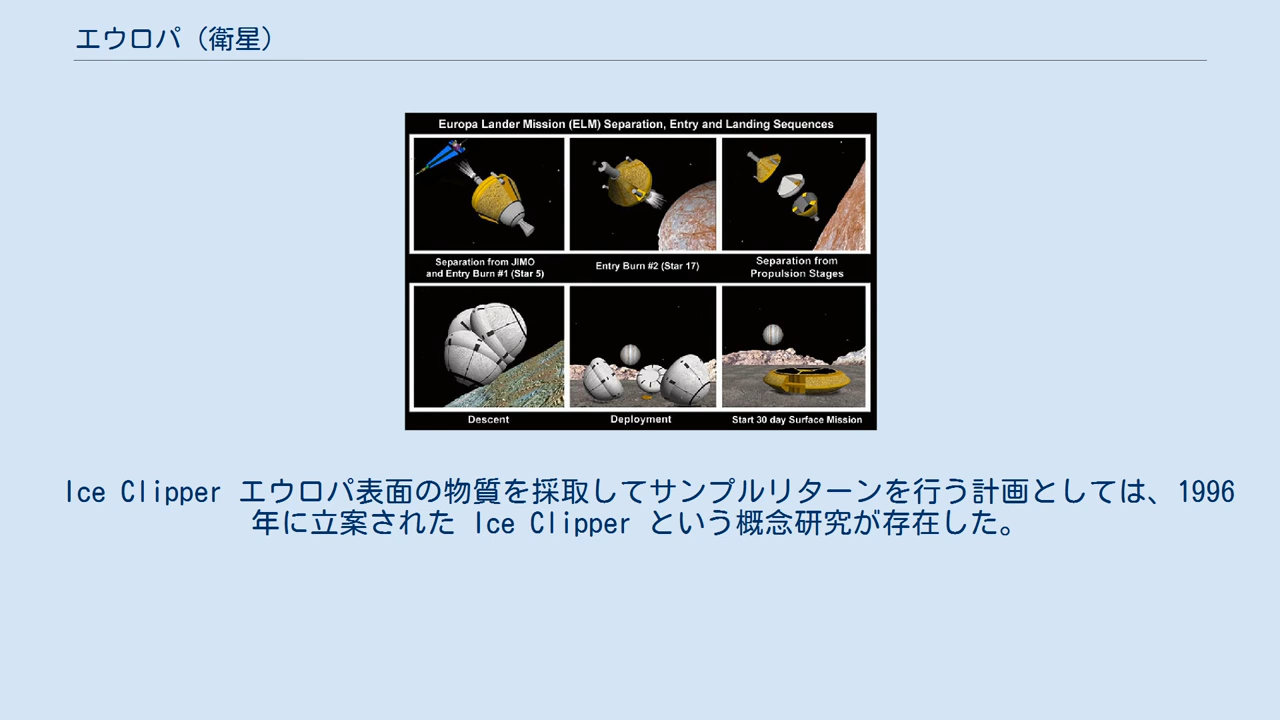 エウロパ（衛星）
Europa Lander Mission (ELM) Separation, Entry and Landing Sequences
Separation from JIMO
and Entry Burn #1 (Star 5)
Entry Burn #2 (Star 17)
Separation from
Propulsion Stages
Descent
Deployment
Start 30 day Surface Mission
Ice Clipper エウロパ表面の物質を採取してサンプルリターンを行う計画としては、1996
年に立案された Ice Clipper という概念研究が存在した。